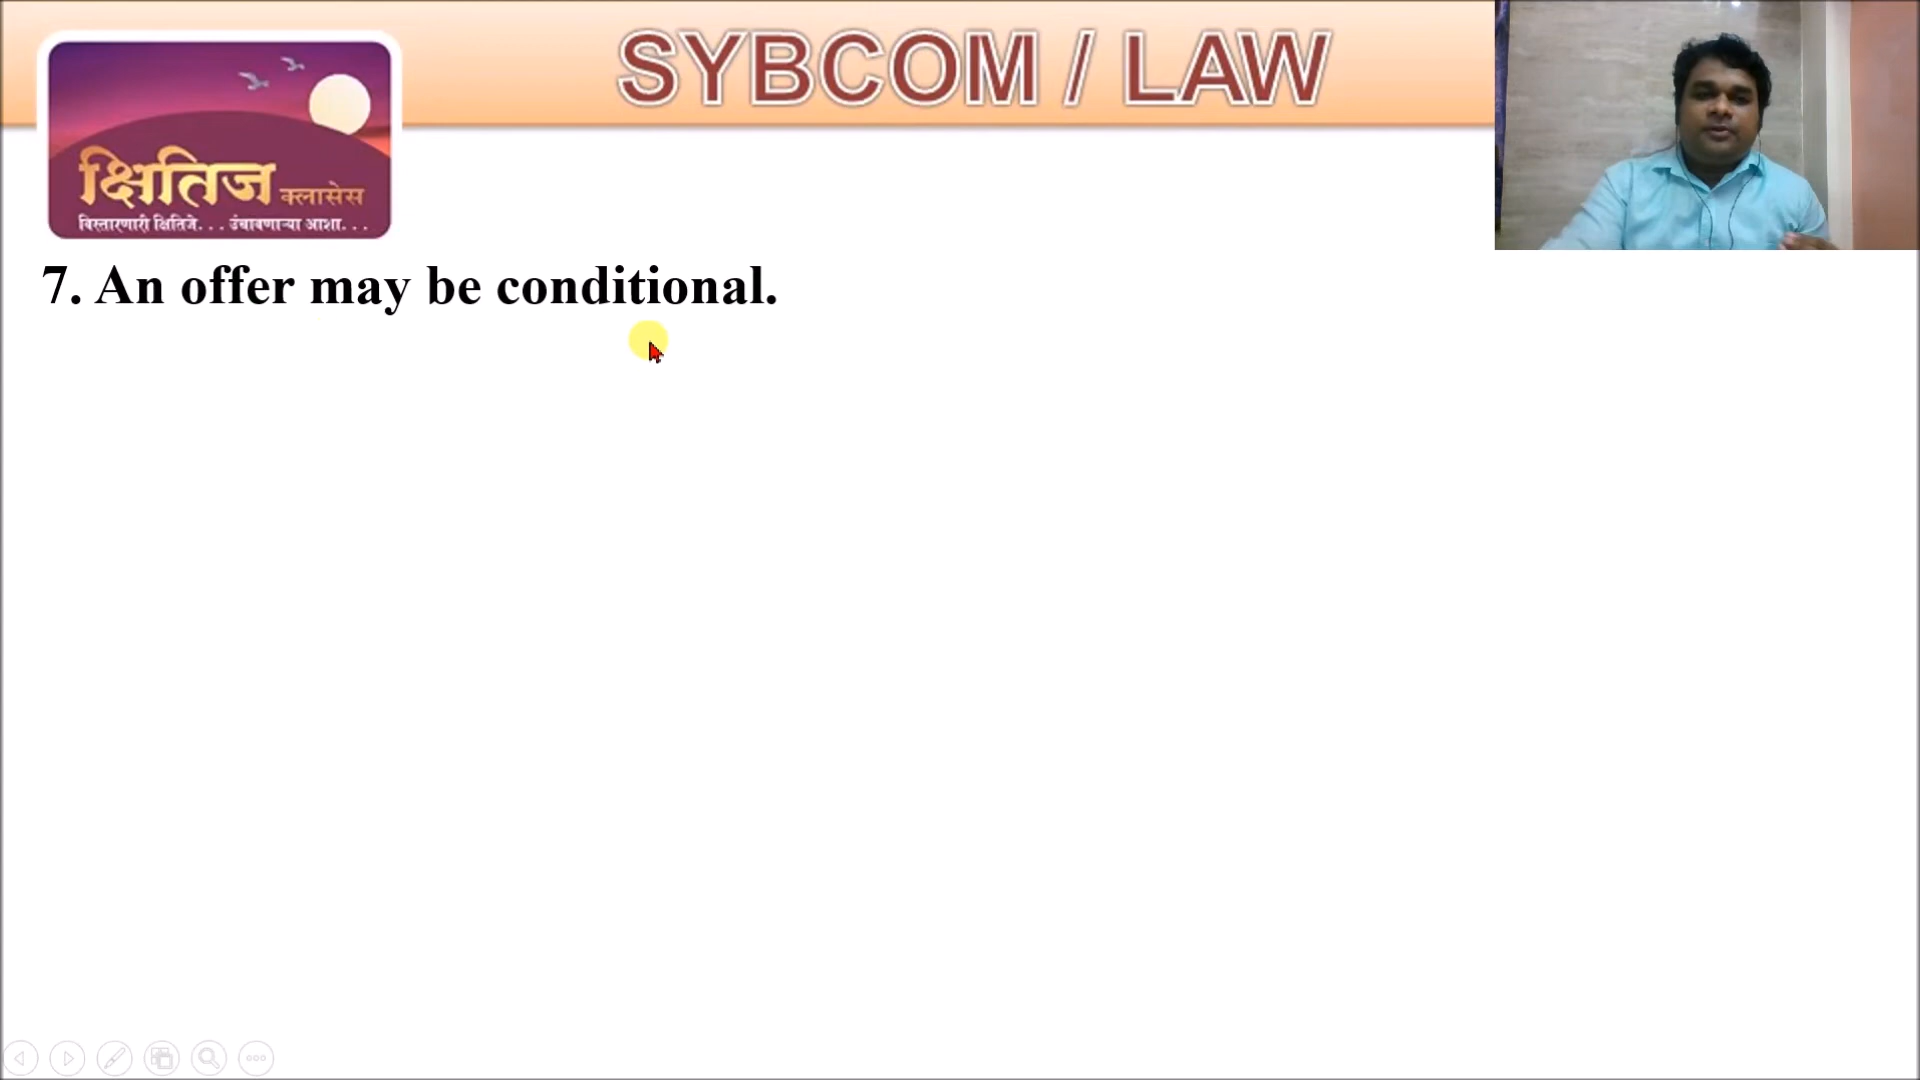 SYBCOM / LAW
क्षितिज क्लासेस
विस्तारणारी क्षितिजे. . . उंचावणाऱ्या आशा. . .
7. An offer may be conditional.